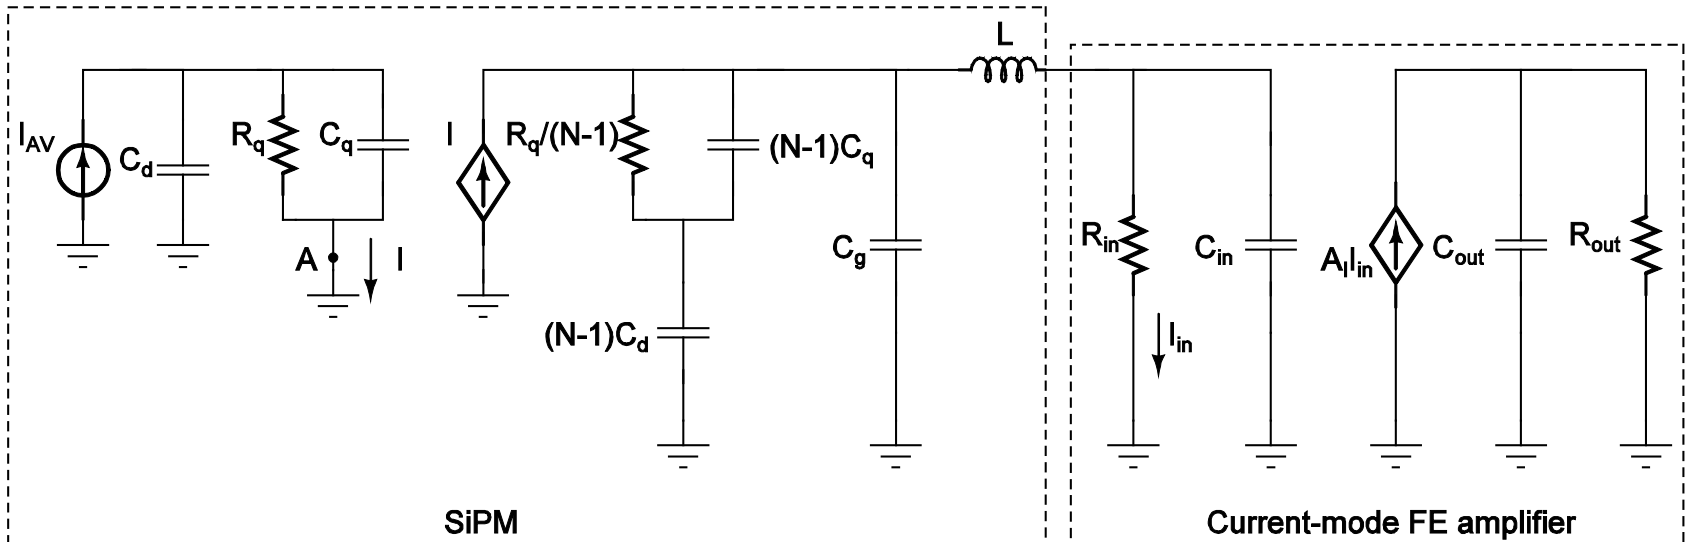 L
I_AV
C_d
R_q
C_q
I
R_q/(N-1)
(N-1)C_q
A
I
C_g
R_in
C_in
A_I I_in
C_out
R_out
(N-1)C_d
I_in
SiPM
Current-mode FE amplifier